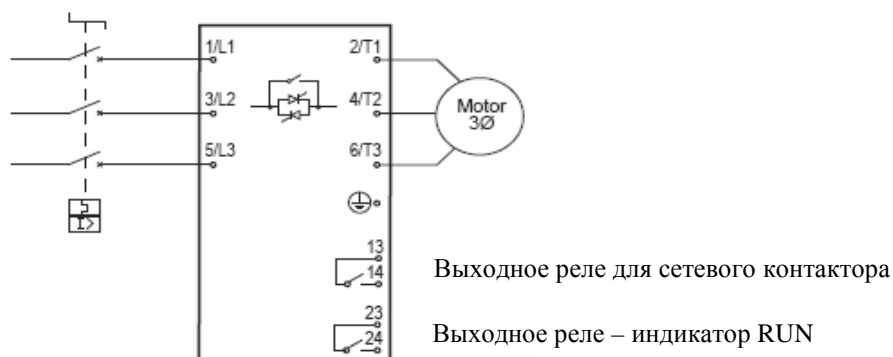 1/L1
2/T1
3/L2
4/T2
Motor
3Ø
5/L3
6/T3
I>
13
14
Выходное реле для сетевого контактора
23
24
Выходное реле – индикатор RUN